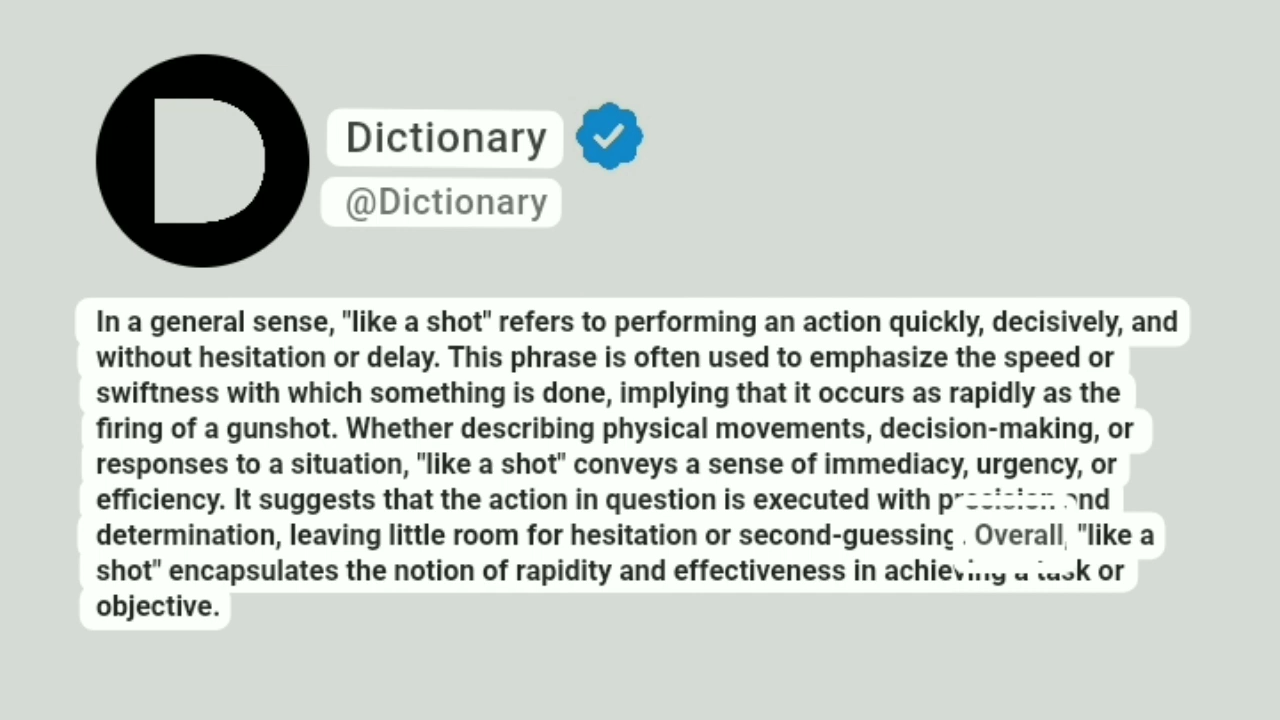 Dictionary
@Dictionary
In a general sense, "like a shot" refers to performing an action quickly, decisively, and
without hesitation or delay. This phrase is often used to emphasize the speed or
swiftness with which something is done, implying that it occurs as rapidly as the
firing of a gunshot. Whether describing physical movements, decision-making, or
responses to a situation, "like a shot" conveys a sense of immediacy, urgency, or
efficiency. It suggests that the action in question is executed with precision and
determination, leaving little room for hesitation or second-guessing. Overall, "like a
shot" encapsulates the notion of rapidity and effectiveness in achieving a task or
objective.